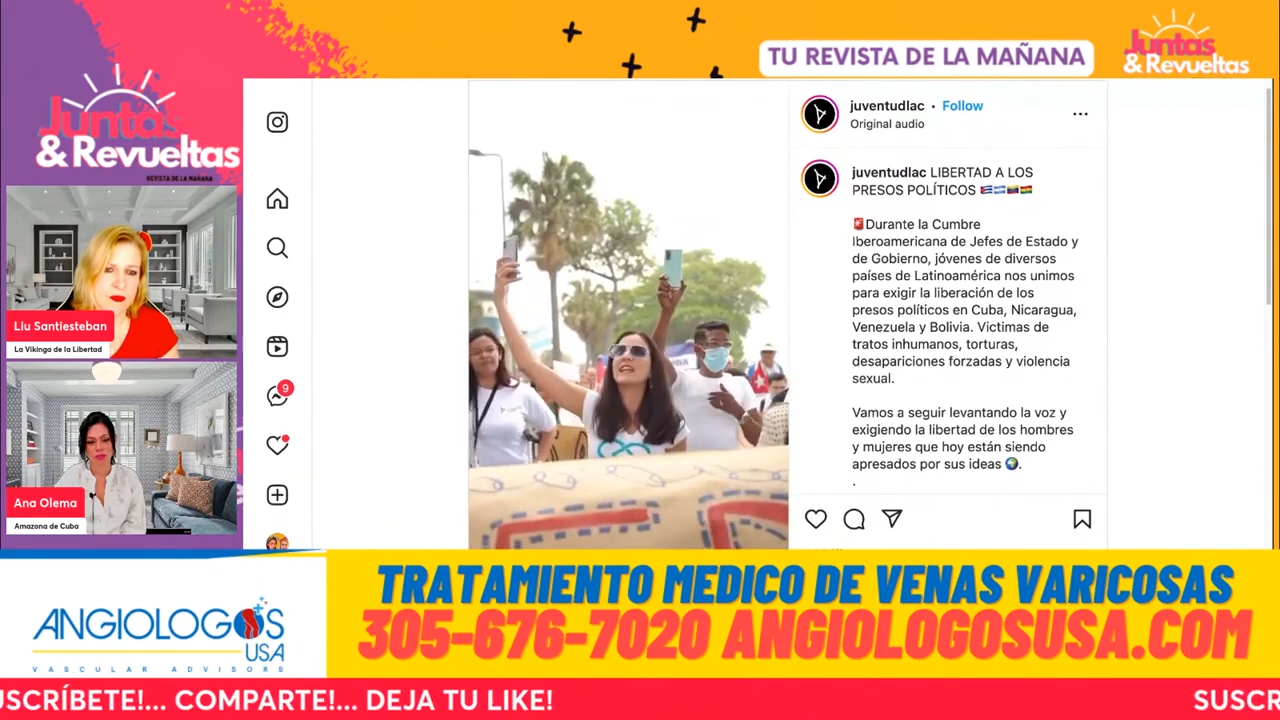 TU REVISTA DE LA MAÑANA
Juntas
& Revueltas
Juntas
& Revueltas
REVISTA DE LA MAÑANA
Liu Santiesteban
La Vikinga de la Libertad
Ana Olema
Amazona de Cuba
9
juventudlac • Follow
Original audio
juventudlac LIBERTAD A LOS
PRESOS POLÍTICOS 🇨🇺🇳🇮🇻🇪🇧🇴
🚨Durante la Cumbre
Iberoamericana de Jefes de Estado y
de Gobierno, jóvenes de diversos
países de Latinoamérica nos unimos
para exigir la liberación de los
presos políticos en Cuba, Nicaragua,
Venezuela y Bolivia. Victimas de
tratos inhumanos, torturas,
desapariciones forzadas y violencia
sexual.
Vamos a seguir levantando la voz y
exigiendo la libertad de los hombres
y mujeres que hoy están siendo
apresados por sus ideas 🌍.
.
ANGIOLOGOS
USA
VASCULAR ADVISORS
TRATAMIENTO MEDICO DE VENAS VARICOSAS
305-676-7020 ANGIOLOGOSUSA.COM
USCRÍBETE!... COMPARTE!... DEJA TU LIKE!
SUSCR